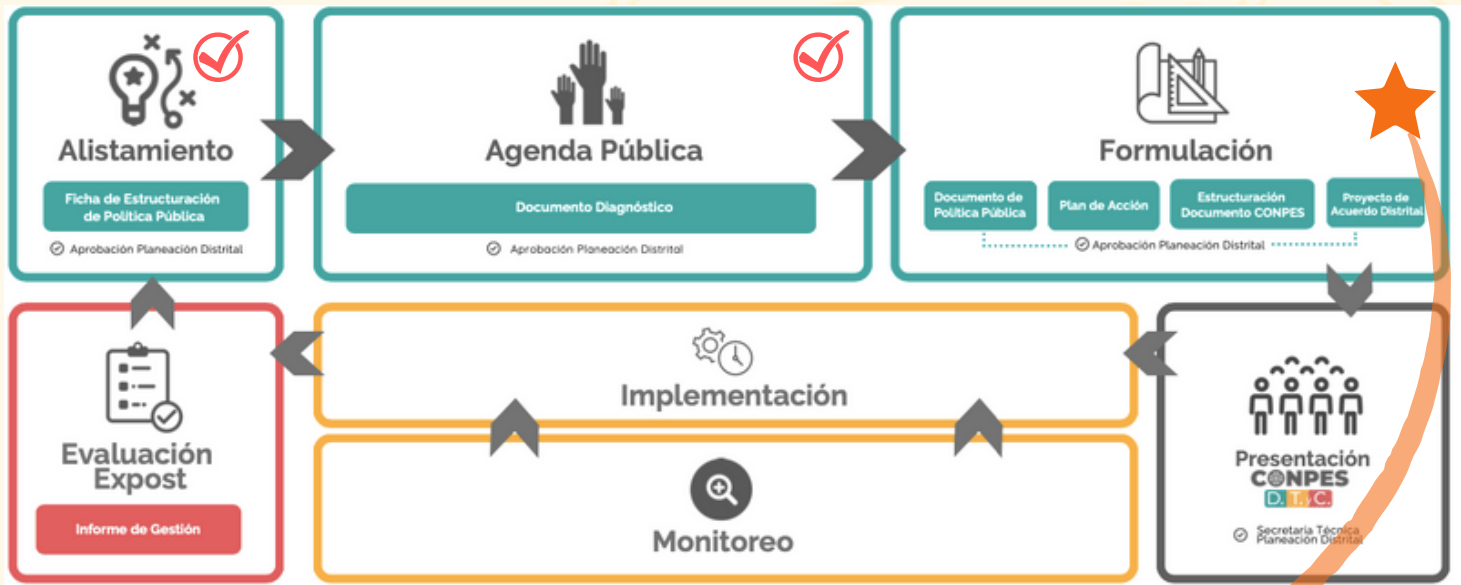 Alistamiento
Ficha de Estructuración
de Política Pública
Aprobación Planeación Distrital
Agenda Pública
Documento Diagnóstico
Aprobación Planeación Distrital
Formulación
Documento de
Política Pública
Plan de Acción
Estructuración
Documento CONPES
Proyecto de
Acuerdo Distrital
Aprobación Planeación Distrital
Evaluación
Expost
Informe de Gestión
Implementación
Monitoreo
Presentación
CONPES
D. T. y C.
Secretaria Técnica
Planeación Distrital